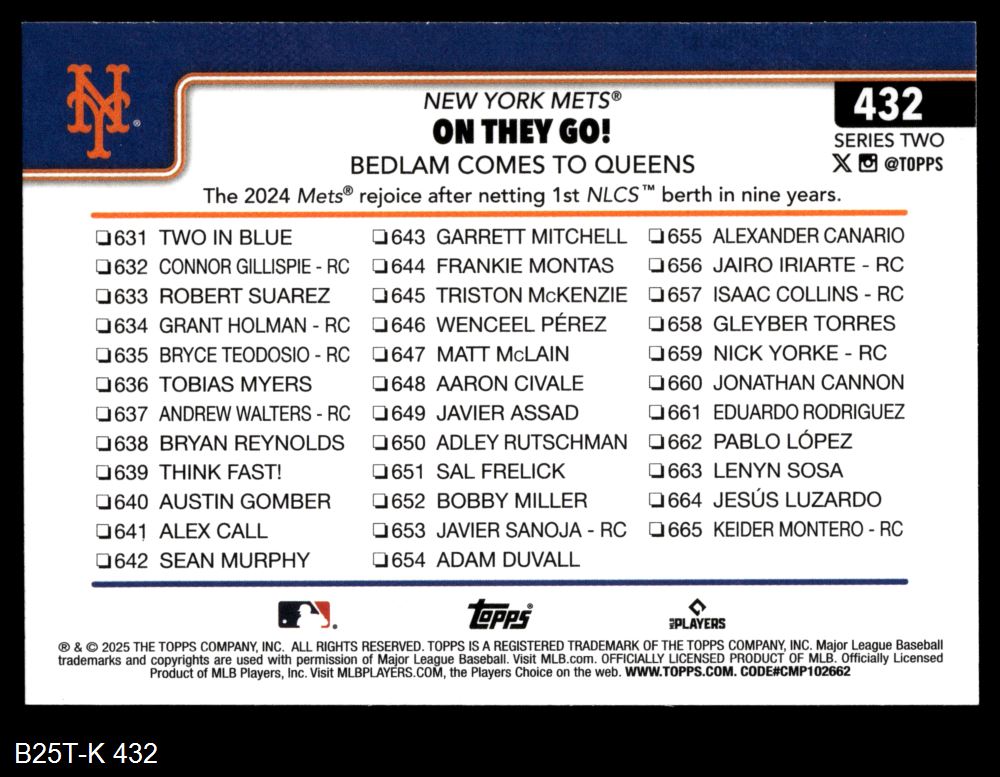 NY
NEW YORK METS®
ON THEY GO!
BEDLAM COMES TO QUEENS
The 2024 Mets® rejoice after netting 1st NLCS™ berth in nine years.
432
SERIES TWO
X @TOPPS
631 TWO IN BLUE
632 CONNOR GILLISPIE - RC
633 ROBERT SUAREZ
634 GRANT HOLMAN - RC
635 BRYCE TEODOSIO - RC
636 TOBIAS MYERS
637 ANDREW WALTERS - RC
638 BRYAN REYNOLDS
639 THINK FAST!
640 AUSTIN GOMBER
641 ALEX CALL
642 SEAN MURPHY
643 GARRETT MITCHELL
644 FRANKIE MONTAS
645 TRISTON McKENZIE
646 WENCEEL PÉREZ
647 MATT McLAIN
648 AARON CIVALE
649 JAVIER ASSAD
650 ADLEY RUTSCHMAN
651 SAL FRELICK
652 BOBBY MILLER
653 JAVIER SANOJA - RC
654 ADAM DUVALL
655 ALEXANDER CANARIO
656 JAIRO IRIARTE - RC
657 ISAAC COLLINS - RC
658 GLEYBER TORRES
659 NICK YORKE - RC
660 JONATHAN CANNON
661 EDUARDO RODRIGUEZ
662 PABLO LÓPEZ
663 LENYN SOSA
664 JESÚS LUZARDO
665 KEIDER MONTERO - RC
Topps®
MLB PLAYERS
® & © 2025 THE TOPPS COMPANY, INC. ALL RIGHTS RESERVED. TOPPS IS A REGISTERED TRADEMARK OF THE TOPPS COMPANY, INC. Major League Baseball
trademarks and copyrights are used with permission of Major League Baseball. Visit MLB.com. OFFICIALLY LICENSED PRODUCT OF MLB. Officially Licensed
Product of MLB Players, Inc. Visit MLBPLAYERS.COM, the Players Choice on the web. WWW.TOPPS.COM. CODE#CMP102662
B25T-K 432